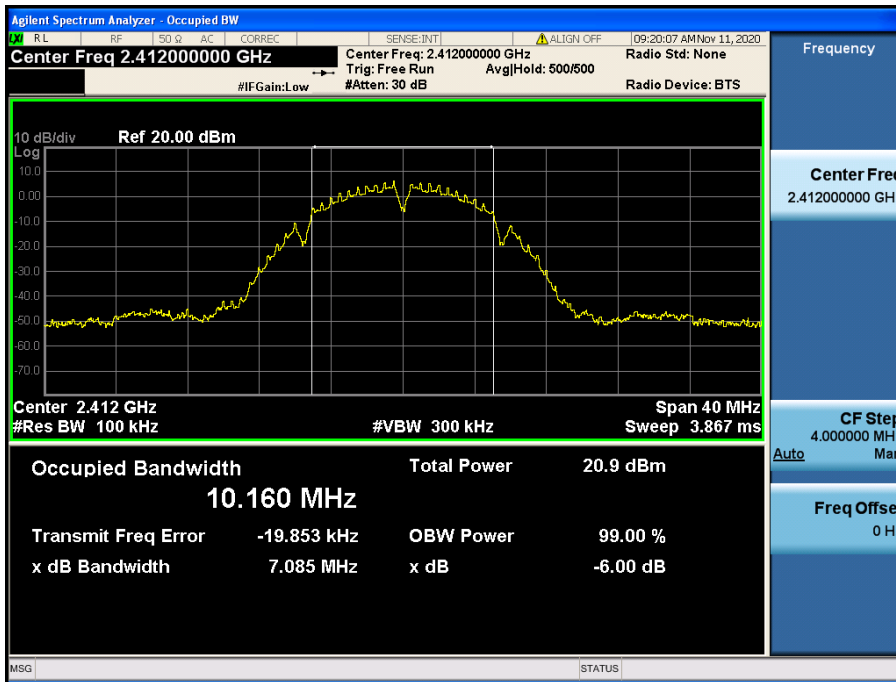 Agilent Spectrum Analyzer - Occupied BW
LXI RL RF 50 Ω AC CORREC SENSE:INT ALIGN OFF 09:20:07 AM Nov 11, 2020
Center Freq 2.412000000 GHz Center Freq: 2.412000000 GHz Radio Std: None Frequency
Trig: Free Run Avg|Hold: 500/500
#IFGain:Low #Atten: 30 dB Radio Device: BTS
10 dB/div Ref 20.00 dBm
Log
10.0
0.00
-10.0
-20.0
-30.0
-40.0
-50.0
-60.0
-70.0
Center 2.412 GHz Span 40 MHz
#Res BW 100 kHz #VBW 300 kHz Sweep 3.867 ms
Occupied Bandwidth Total Power 20.9 dBm
10.160 MHz
Transmit Freq Error -19.853 kHz OBW Power 99.00 %
x dB Bandwidth 7.085 MHz x dB -6.00 dB
Center Fre
2.412000000 GH
CF Step
4.000000 MH
Auto Man
Freq Offse
0 H
MSG STATUS